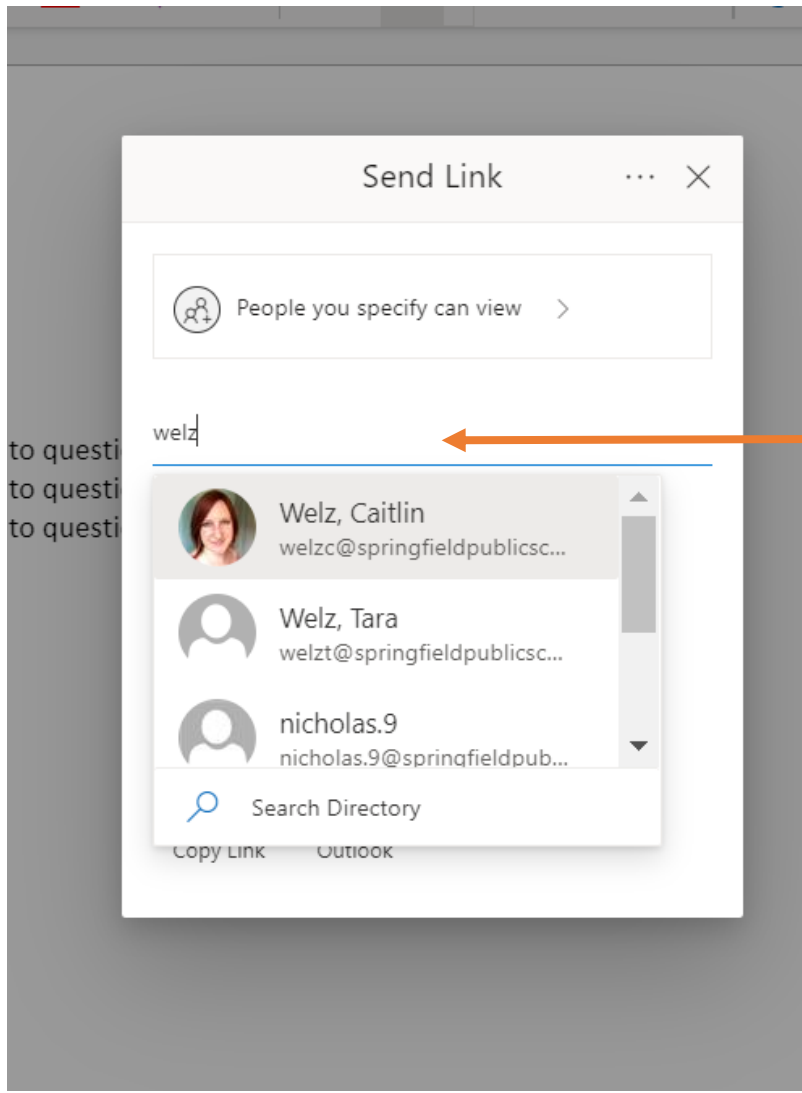 Send Link
People you specify can view
welz
to questi
to questi
to questi
Welz, Caitlin
welzc@springfieldpublicsc...
Welz, Tara
welzt@springfieldpublicsc...
nicholas.9
nicholas.9@springfieldpub...
Search Directory
Copy Link Outlook